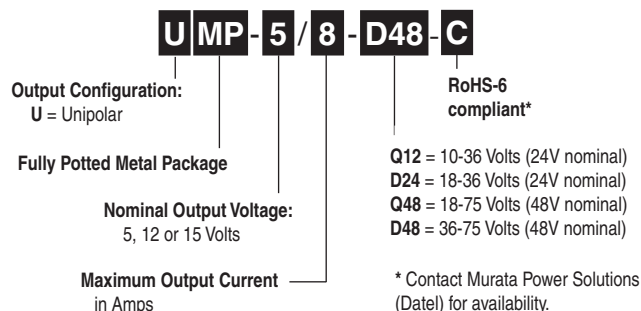 UMP-5/8-D48-C
Output Configuration:
U = Unipolar
Fully Potted Metal Package
Nominal Output Voltage:
5, 12 or 15 Volts
Maximum Output Current
in Amps
RoHS-6
compliant*
Q12 = 10-36 Volts (24V nominal)
D24 = 18-36 Volts (24V nominal)
Q48 = 18-75 Volts (48V nominal)
D48 = 36-75 Volts (48V nominal)
* Contact Murata Power Solutions
(Datel) for availability.